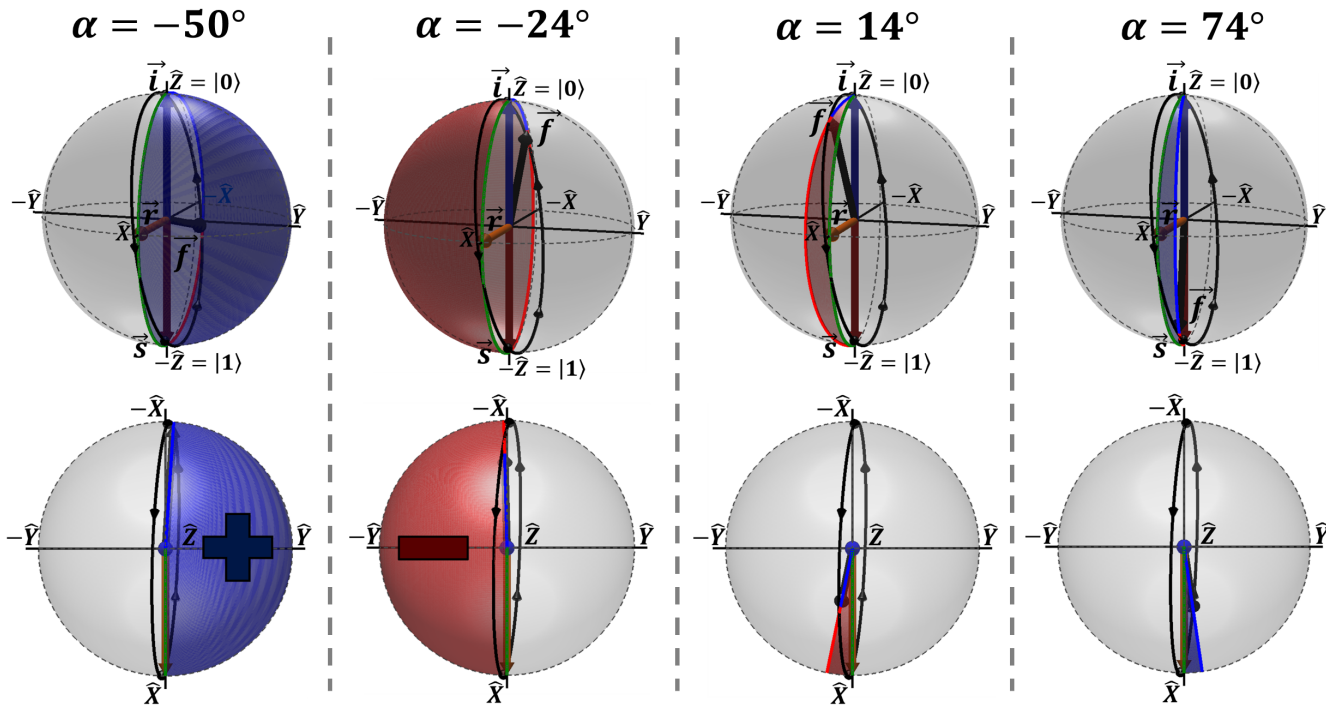 α = −50°
α = −24°
α = 14°
α = 74°
i⃗ Ẑ = |0⟩
−Ŷ
−X̂
Ŷ
r⃗
X̂
f⃗
s⃗
−Ẑ = |1⟩
i⃗ Ẑ = |0⟩
f⃗
−Ŷ
−X̂
Ŷ
r⃗
X̂
s⃗
−Ẑ = |1⟩
i⃗ Ẑ = |0⟩
f⃗
−Ŷ
−X̂
Ŷ
r⃗
X̂
s⃗
−Ẑ = |1⟩
i⃗ Ẑ = |0⟩
−Ŷ
−X̂
Ŷ
r⃗
X̂
f⃗
s⃗
−Ẑ = |1⟩
−X̂
−Ŷ
Ẑ
Ŷ
X̂
−X̂
−Ŷ
Ẑ
Ŷ
X̂
−X̂
−Ŷ
Ẑ
Ŷ
X̂
−X̂
−Ŷ
Ẑ
Ŷ
X̂